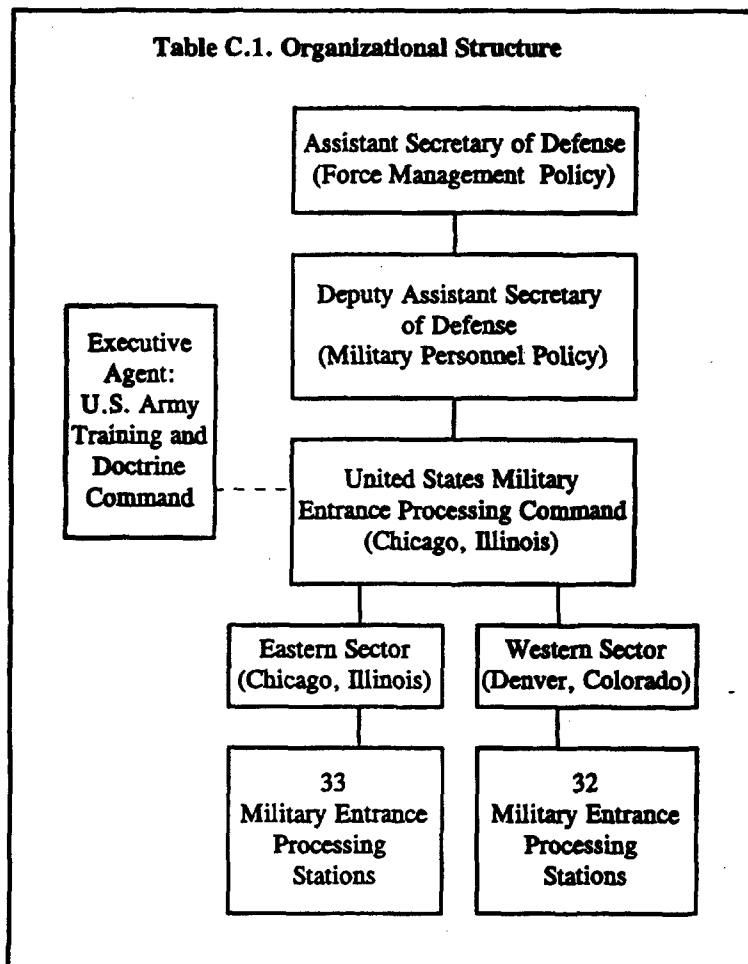 Table C.1. Organizational Structure
Assistant Secretary of Defense
(Force Management Policy)
Deputy Assistant Secretary
of Defense
(Military Personnel Policy)
Executive
Agent:
U.S. Army
Training and
Doctrine
Command
United States Military
Entrance Processing Command
(Chicago, Illinois)
Eastern Sector
(Chicago, Illinois)
Western Sector
(Denver, Colorado)
33
Military Entrance
Processing
Stations
32
Military Entrance
Processing
Stations